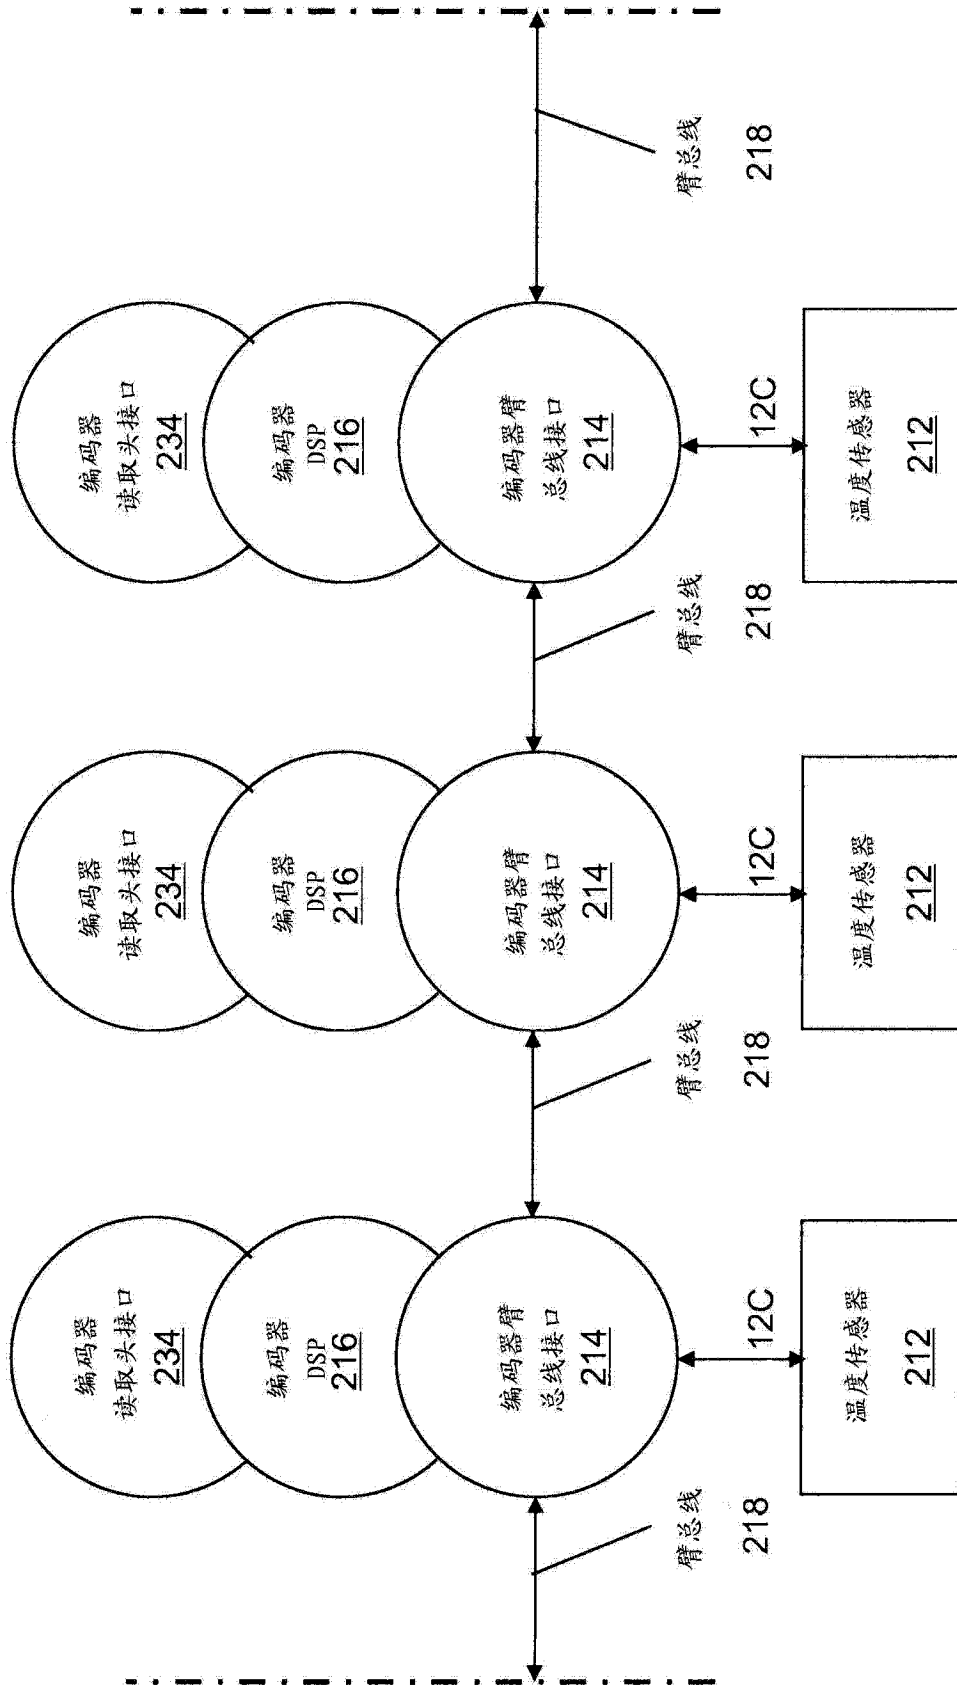 编码器
读取头接口
234
编码器
DSP
216
编码器臂
总线接口
214
12C
温度传感器
212
编码器
读取头接口
234
编码器
DSP
216
编码器臂
总线接口
214
12C
温度传感器
212
编码器
读取头接口
234
编码器
DSP
216
编码器臂
总线接口
214
12C
温度传感器
212
臂总线
218
臂总线
218
臂总线
218
臂总线
218